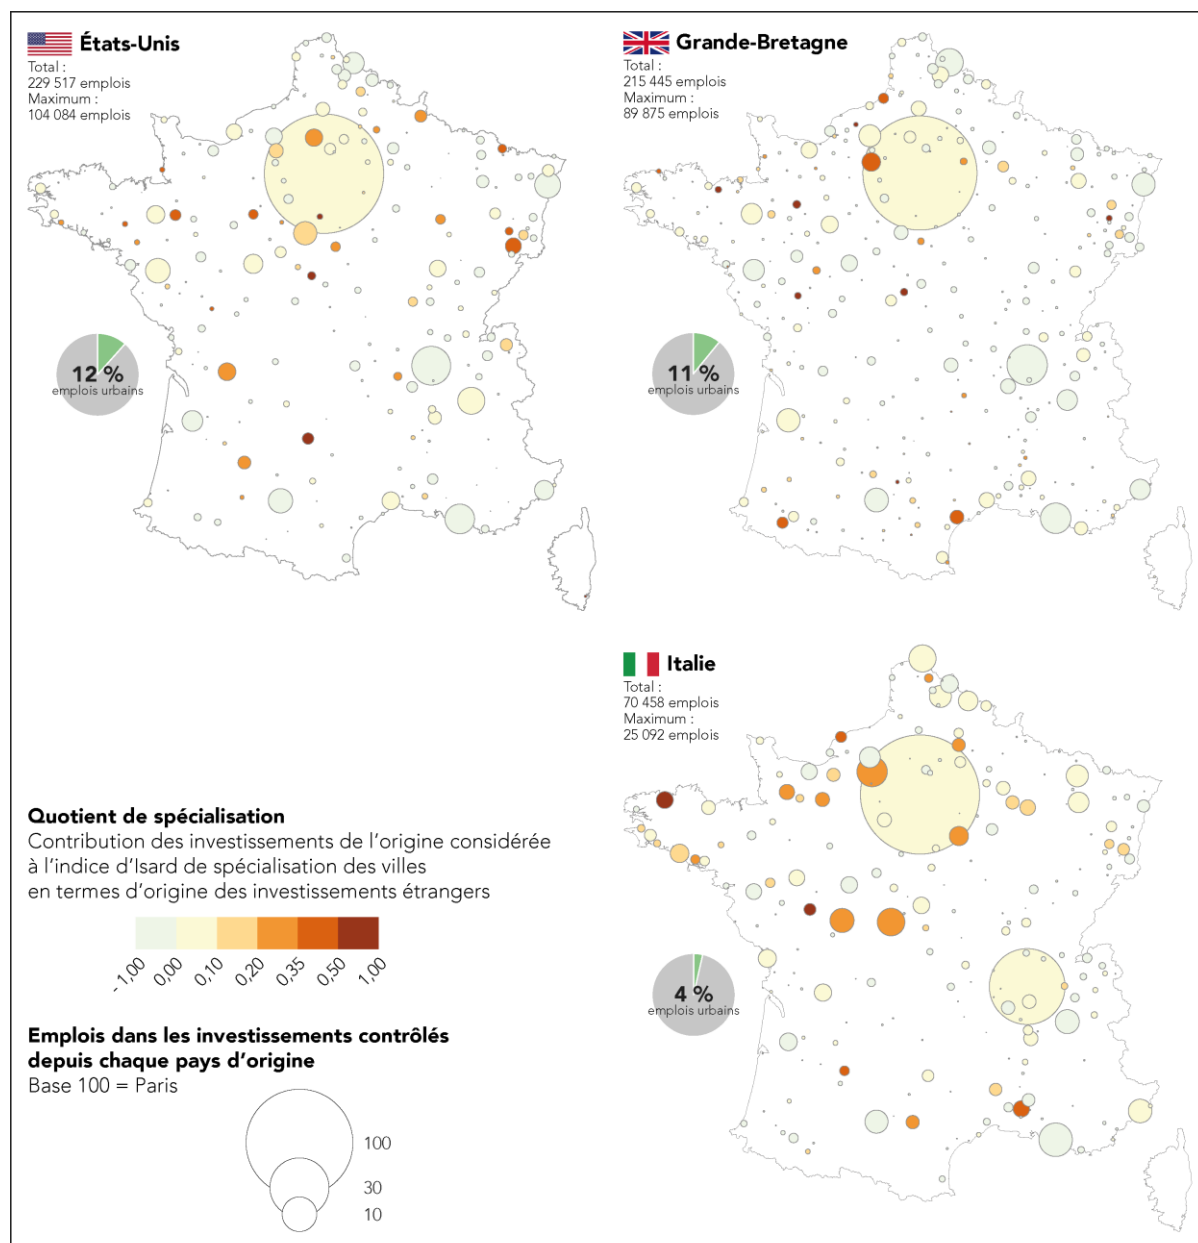 États-Unis
Total :
229 517 emplois
Maximum :
104 084 emplois
12 %
emplois urbains
Grande-Bretagne
Total :
215 445 emplois
Maximum :
89 875 emplois
11 %
emplois urbains
Italie
Total :
70 458 emplois
Maximum :
25 092 emplois
4 %
emplois urbains
Quotient de spécialisation
Contribution des investissements de l'origine considérée
à l'indice d'Isard de spécialisation des villes
en termes d'origine des investissements étrangers
- 1,00
0,00
0,10
0,20
0,35
0,50
1,00
Emplois dans les investissements contrôlés
depuis chaque pays d'origine
Base 100 = Paris
100
30
10